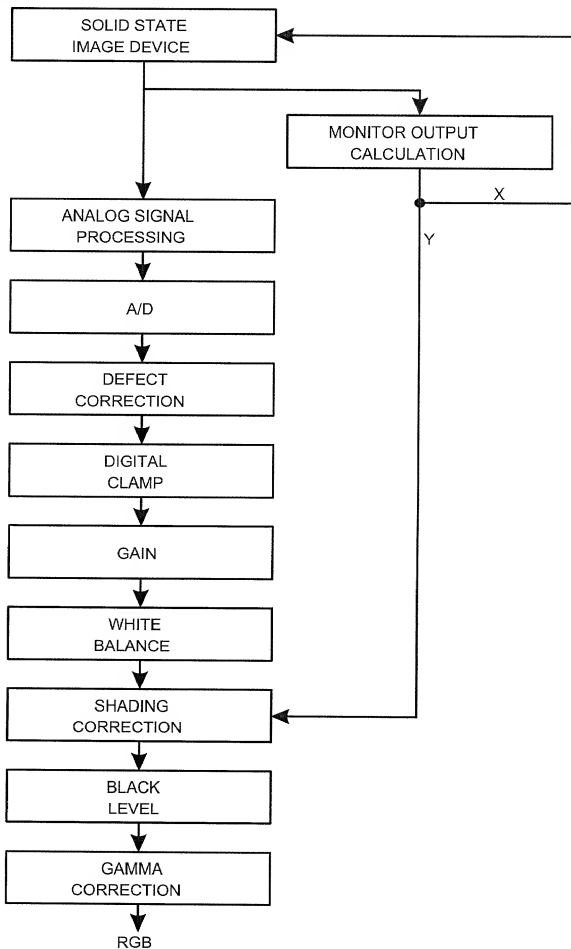 SOLID STATE
IMAGE DEVICE
MONITOR OUTPUT
CALCULATION
X
ANALOG SIGNAL
PROCESSING
Y
A/D
DEFECT
CORRECTION
DIGITAL
CLAMP
GAIN
WHITE
BALANCE
SHADING
CORRECTION
BLACK
LEVEL
GAMMA
CORRECTION
RGB